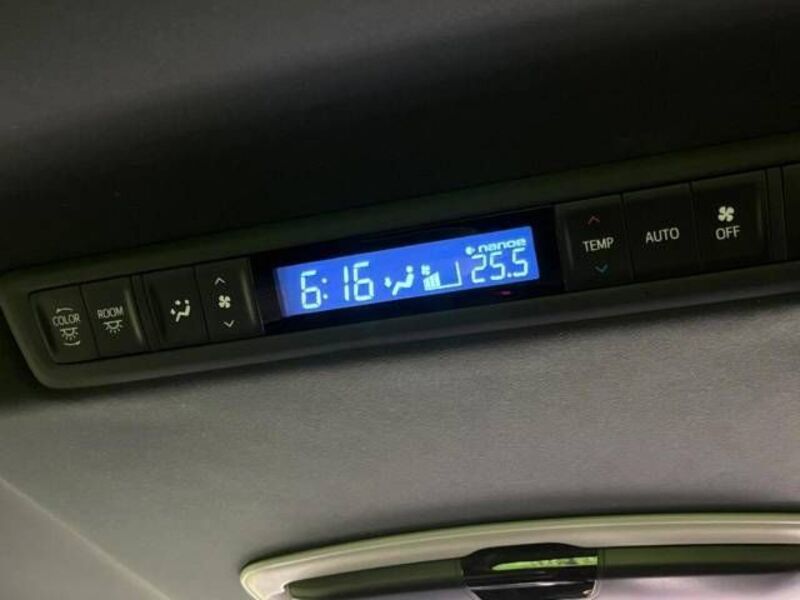 COLOR
ROOM
6:16
nanoe
25.5
TEMP
AUTO
OFF